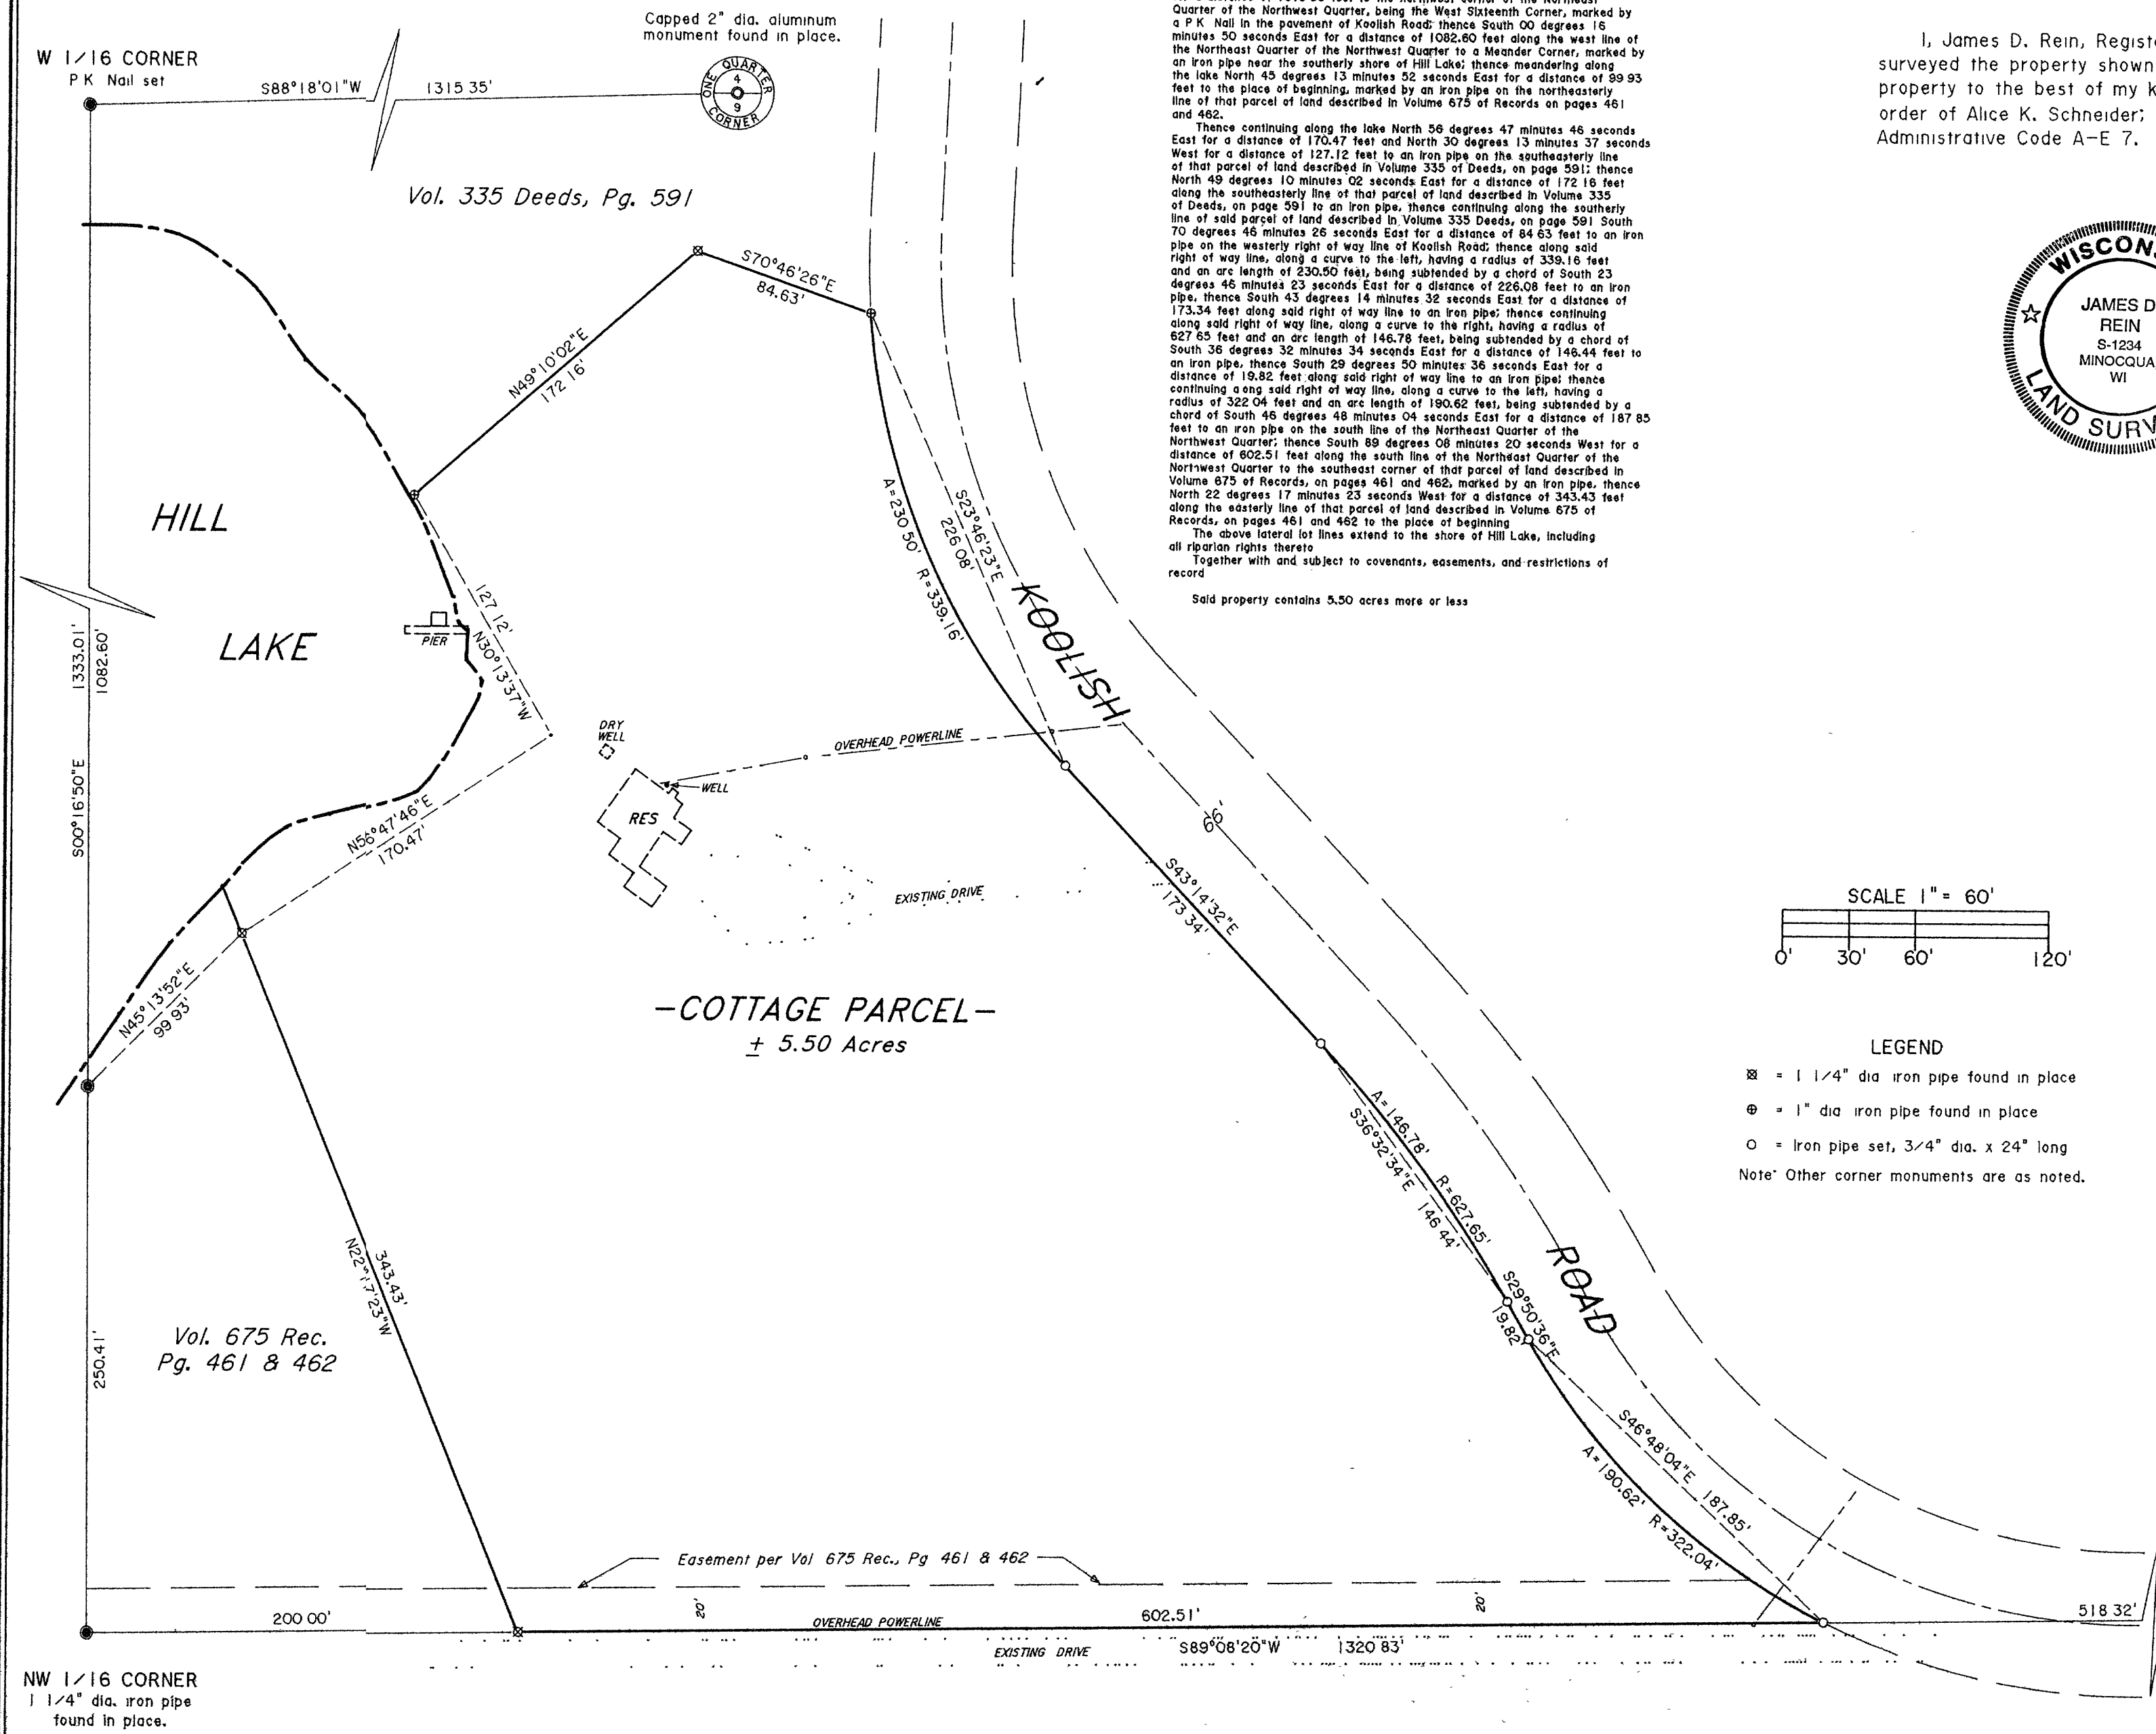 Capped 2" dia. aluminum
monument found in place.
W 1/16 CORNER
P K Nail set
S88°18'01"W
1315 35'
ONE QUARTER
4
9
CORNER
Vol. 335 Deeds, Pg. 591
S70°46'26"E
84.63'
N49°10'02"E
172 16'
HILL
LAKE
PIER
127 12'
N30°13'37"W
1333.01'
1082.60'
S00°16'50"E
N56°47'46"E
170.47'
N45°13'52"E
99 93'
A=230 50' R=339.16'
S23°46'23"E
226 08'
KOOLISH
DRY
WELL
OVERHEAD POWERLINE
WELL
RES
EXISTING DRIVE
66'
S43°14'32"E
173 34'
-COTTAGE PARCEL-
± 5.50 Acres
A=146.78' R=627.65'
S36°32'34"E 146 44'
S29°50'36"E
19.82'
ROAD
S46°48'04"E 187.85'
A=190.62' R=322.04'
343.43'
N22°17'23"W
Vol. 675 Rec.
Pg. 461 & 462
250.41'
Easement per Vol 675 Rec., Pg 461 & 462
200 00'
20'
OVERHEAD POWERLINE
602.51'
20'
518 32'
EXISTING DRIVE
S89°08'20"W 1320 83'
NW 1/16 CORNER
1 1/4" dia. iron pipe
found in place.
Quarter of the Northwest Quarter, being the West Sixteenth Corner, marked by
a P K Nail in the pavement of Koolish Road; thence South 00 degrees 16
minutes 50 seconds East for a distance of 1082.60 feet along the west line of
the Northeast Quarter of the Northwest Quarter to a Meander Corner, marked by
an iron pipe near the southerly shore of Hill Lake; thence meandering along
the lake North 45 degrees 13 minutes 52 seconds East for a distance of 99 93
feet to the place of beginning, marked by an iron pipe on the northeasterly
line of that parcel of land described in Volume 675 of Records on pages 461
and 462.
Thence continuing along the lake North 56 degrees 47 minutes 46 seconds
East for a distance of 170.47 feet and North 30 degrees 13 minutes 37 seconds
West for a distance of 127.12 feet to an iron pipe on the southeasterly line
of that parcel of land described in Volume 335 of Deeds, on page 591; thence
North 49 degrees 10 minutes 02 seconds East for a distance of 172 16 feet
along the southeasterly line of that parcel of land described in Volume 335
of Deeds, on page 591 to an iron pipe, thence continuing along the southerly
line of said parcel of land described in Volume 335 Deeds, on page 591 South
70 degrees 46 minutes 26 seconds East for a distance of 84 63 feet to an iron
pipe on the westerly right of way line of Koolish Road; thence along said
right of way line, along a curve to the left, having a radius of 339.16 feet
and an arc length of 230.50 feet, being subtended by a chord of South 23
degrees 46 minutes 23 seconds East for a distance of 226.08 feet to an iron
pipe, thence South 43 degrees 14 minutes 32 seconds East for a distance of
173.34 feet along said right of way line to an iron pipe; thence continuing
along said right of way line, along a curve to the right, having a radius of
627 65 feet and an arc length of 146.78 feet, being subtended by a chord of
South 36 degrees 32 minutes 34 seconds East for a distance of 146.44 feet to
an iron pipe, thence South 29 degrees 50 minutes 36 seconds East for a
distance of 19.82 feet along said right of way line to an iron pipe; thence
continuing a ong said right of way line, along a curve to the left, having a
radius of 322 04 feet and an arc length of 190.62 feet, being subtended by a
chord of South 46 degrees 48 minutes 04 seconds East for a distance of 187 85
feet to an iron pipe on the south line of the Northeast Quarter of the
Northwest Quarter; thence South 89 degrees 08 minutes 20 seconds West for a
distance of 602.51 feet along the south line of the Northeast Quarter of the
Northwest Quarter to the southeast corner of that parcel of land described in
Volume 675 of Records, on pages 461 and 462, marked by an iron pipe, thence
North 22 degrees 17 minutes 23 seconds West for a distance of 343.43 feet
along the easterly line of that parcel of land described in Volume 675 of
Records, on pages 461 and 462 to the place of beginning
The above lateral lot lines extend to the shore of Hill Lake, including
all riparian rights thereto
Together with and subject to covenants, easements, and restrictions of
record
Said property contains 5.50 acres more or less
I, James D. Rein, Registe
surveyed the property shown
property to the best of my k
order of Alice K. Schneider;
Administrative Code A-E 7.
WISCONS
JAMES D
REIN
S-1234
MINOCQUA
WI
LAND SURV
SCALE 1" = 60'
0' 30' 60' 120'
LEGEND
⊠ = 1 1/4" dia iron pipe found in place
⊕ = 1" dia iron pipe found in place
O = Iron pipe set, 3/4" dia. x 24" long
Note: Other corner monuments are as noted.